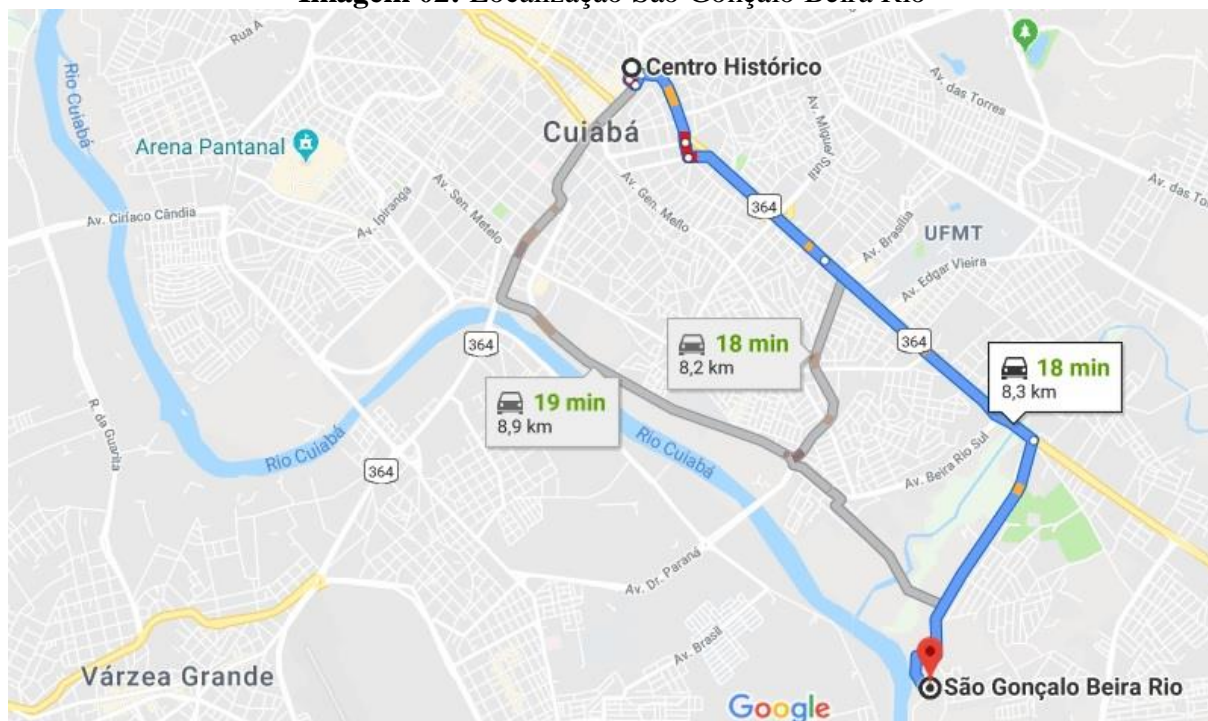 Imagem 02: Localização São Gonçalo Beira Rio
Rua A
Centro Histórico
Rio Cuiabá
Av. das Torres
Cuiabá
Arena Pantanal
Av. Miguel Sutil
Av. Ipiranga
Av. Sen. Metelo
Av. Gen. Mello
Av. das Torr
Av. Ciríaco Cândia
364
Av. Brasília
UFMT
Av. Edgar Vieira
364
364
18 min
8,2 km
18 min
8,3 km
19 min
8,9 km
R. da Guarita
Rio Cuiabá
Rio Cuiabá
Av. Beira Rio Sul
364
Av. Dr. Paraná
Av. Brasil
Várzea Grande
São Gonçalo Beira Rio
Google